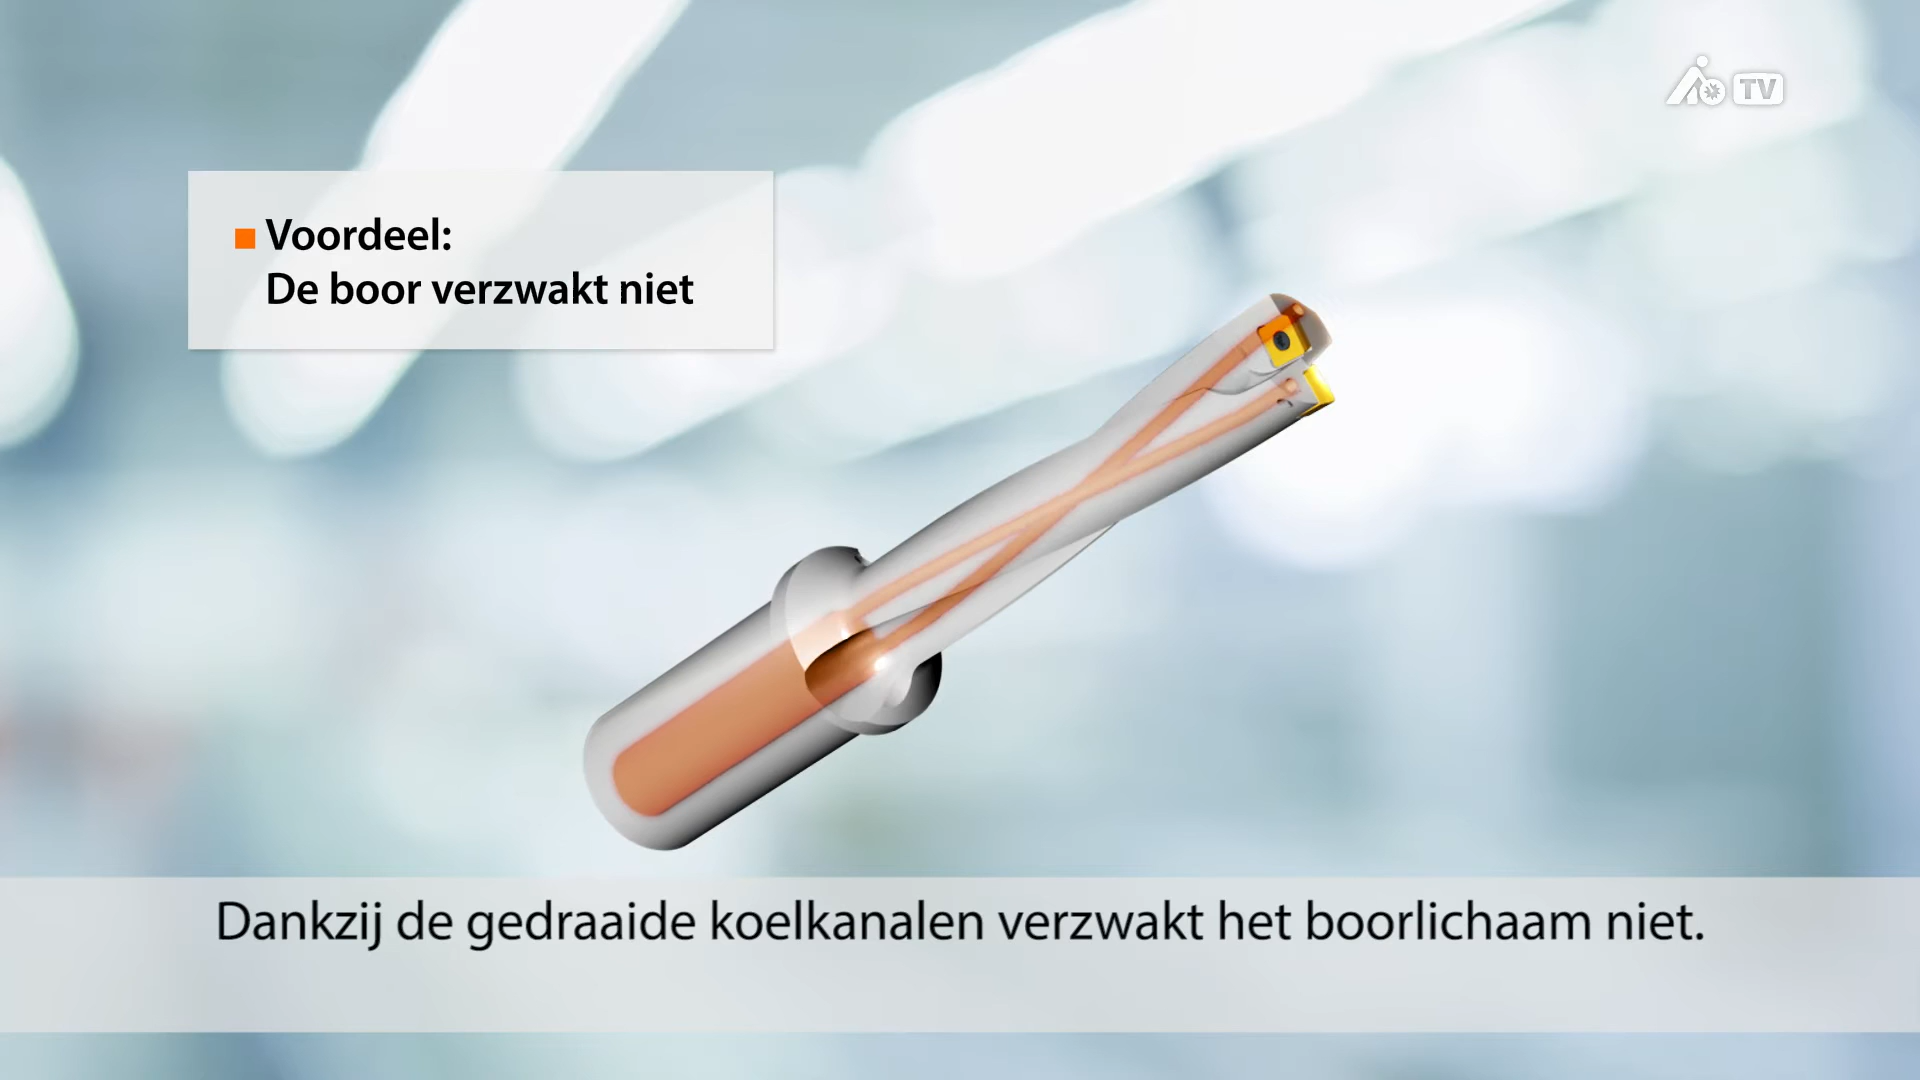 TV
Voordeel:
De boor verzwakt niet
Dankzij de gedraaide koelkanalen verzwakt het boorlichaam niet.